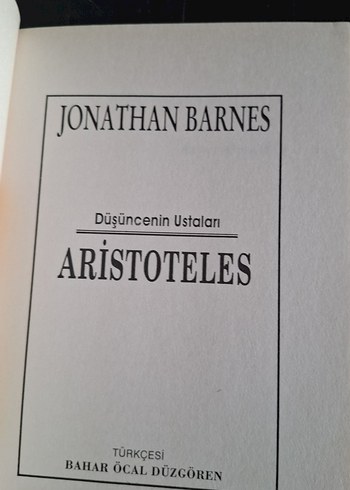 JONATHAN BARNES
Düşüncenin Ustaları
ARİSTOTELES
TÜRKÇESİ
BAHAR ÖCAL DÜZGÖREN